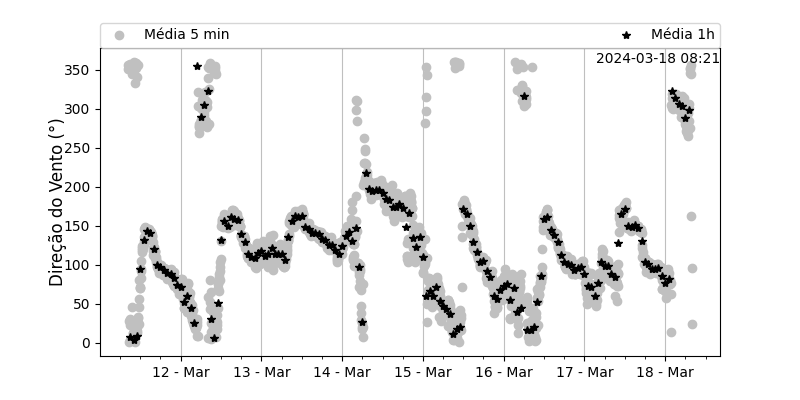 Média 5 min
Média 1h
2024-03-18 08:21
Direção do Vento (°)
350
300
250
200
150
100
50
0
12 - Mar
13 - Mar
14 - Mar
15 - Mar
16 - Mar
17 - Mar
18 - Mar